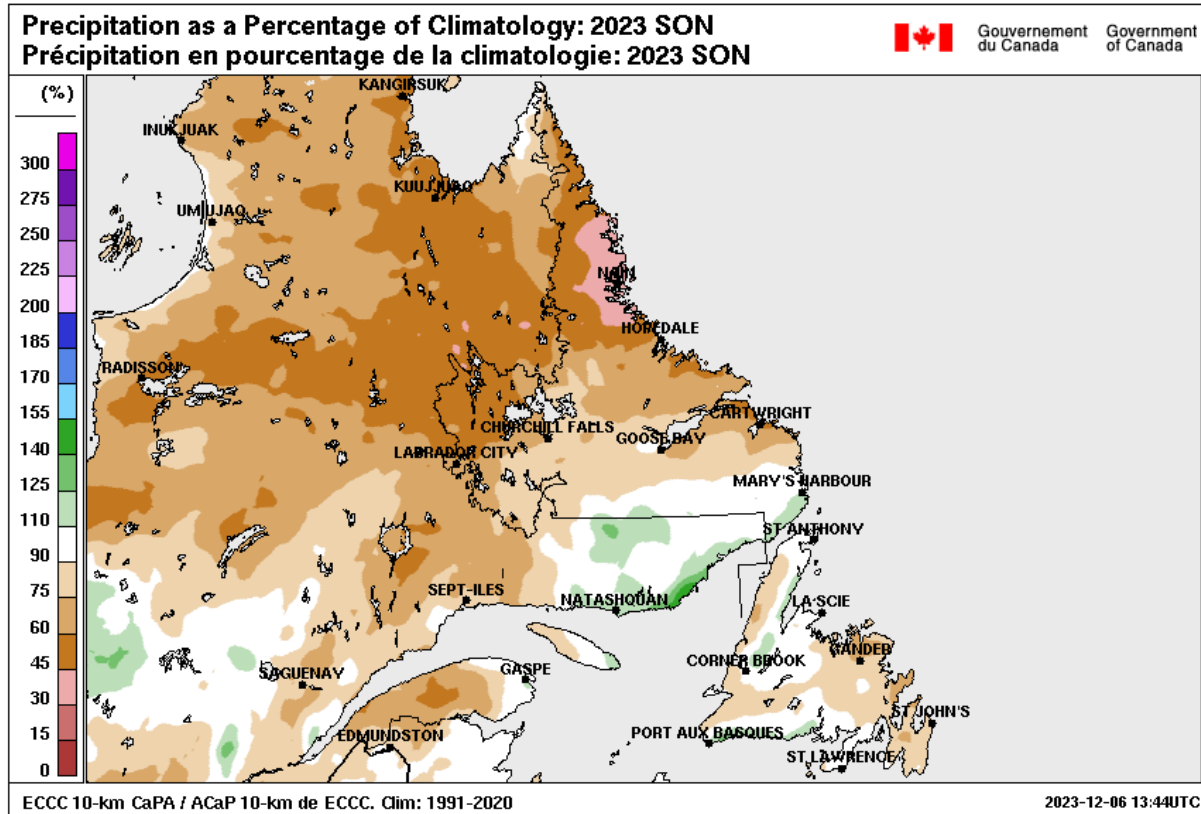 Precipitation as a Percentage of Climatology: 2023 SON
Précipitation en pourcentage de la climatologie: 2023 SON
Gouvernement du Canada
Government of Canada
(%)
300
275
250
225
200
185
170
155
140
125
110
90
75
60
45
30
15
0
KANGIRSUK
INUKJUAK
KUUJJUAQ
UMIUJAQ
NAIN
HOPEDALE
RADISSON
CARTWRIGHT
CHURCHILL FALLS
GOOSE BAY
LABRADOR CITY
MARY'S HARBOUR
ST ANTHONY
SEPT-ILES
NATASHQUAN
LA SCIE
GANDER
CORNER BROOK
GASPE
SAGUENAY
ST JOHN'S
EDMUNDSTON
PORT AUX BASQUES
ST LAWRENCE
ECCC 10-km CaPA / ACaP 10-km de ECCC. Clim: 1991-2020
2023-12-06 13:44UTC